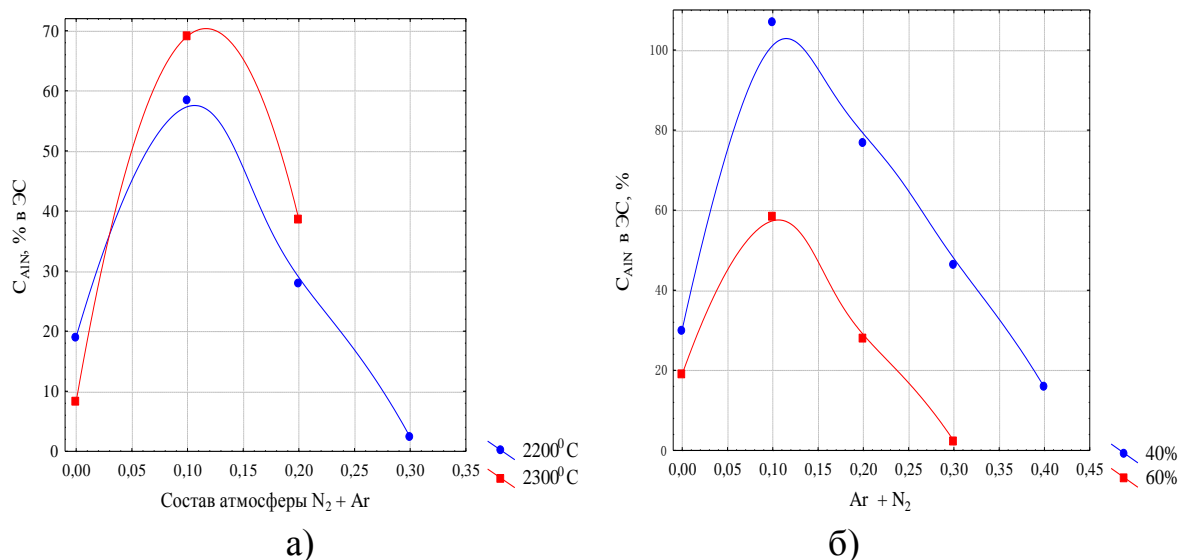 70
60
50
40
30
20
10
0
C_AlN, % в ЭС
0,00 0,05 0,10 0,15 0,20 0,25 0,30 0,35
Состав атмосферы N₂ + Ar
2200⁰ C
2300⁰ C
а)
100
80
60
40
20
0
C_AlN в ЭС, %
0,00 0,05 0,10 0,15 0,20 0,25 0,30 0,35 0,40 0,45
Ar + N₂
40%
60%
б)